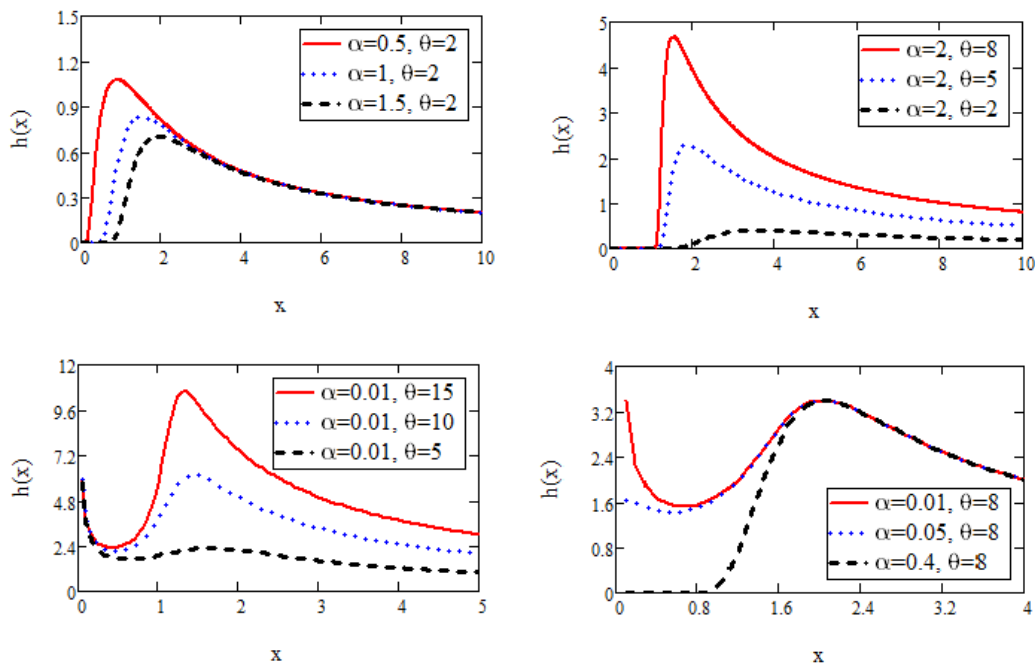 1.5
1.2
0.9
0.6
0.3
0
h(x)
α=0.5, θ=2
α=1, θ=2
α=1.5, θ=2
0 2 4 6 8 10
x
5
4
3
2
1
0
h(x)
α=2, θ=8
α=2, θ=5
α=2, θ=2
0 2 4 6 8 10
x
12
9.6
7.2
4.8
2.4
0
h(x)
α=0.01, θ=15
α=0.01, θ=10
α=0.01, θ=5
0 1 2 3 4 5
x
4
3.2
2.4
1.6
0.8
0
h(x)
α=0.01, θ=8
α=0.05, θ=8
α=0.4, θ=8
0 0.8 1.6 2.4 3.2 4
x